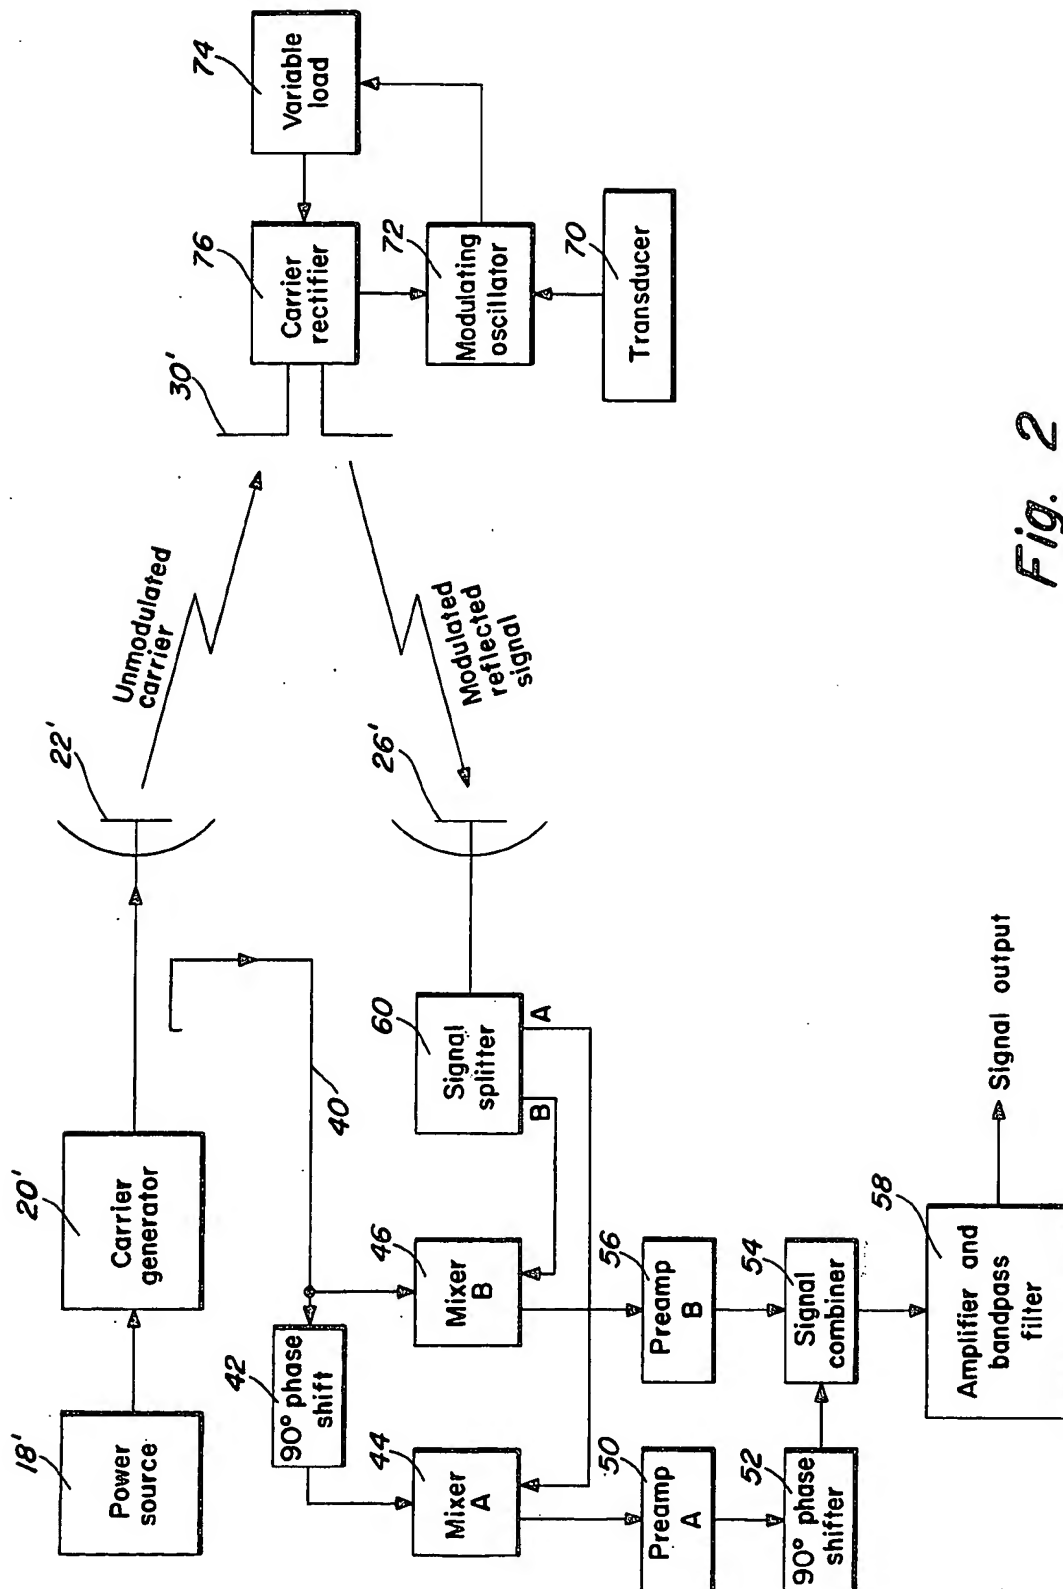 18'
Power
source
20'
Carrier
generator
22'
Unmodulated
carrier
30'
76
Carrier
rectifier
74
Variable
load
72
Modulating
oscillator
70
Transducer
Modulated
reflected
signal
26'
60
Signal
splitter
A
B
40
42
90° phase
shift
44
Mixer
A
46
Mixer
B
50
Preamp
A
56
Preamp
B
52
90° phase
shifter
54
Signal
combiner
58
Amplifier and
bandpass
filter
Signal output
Fig. 2